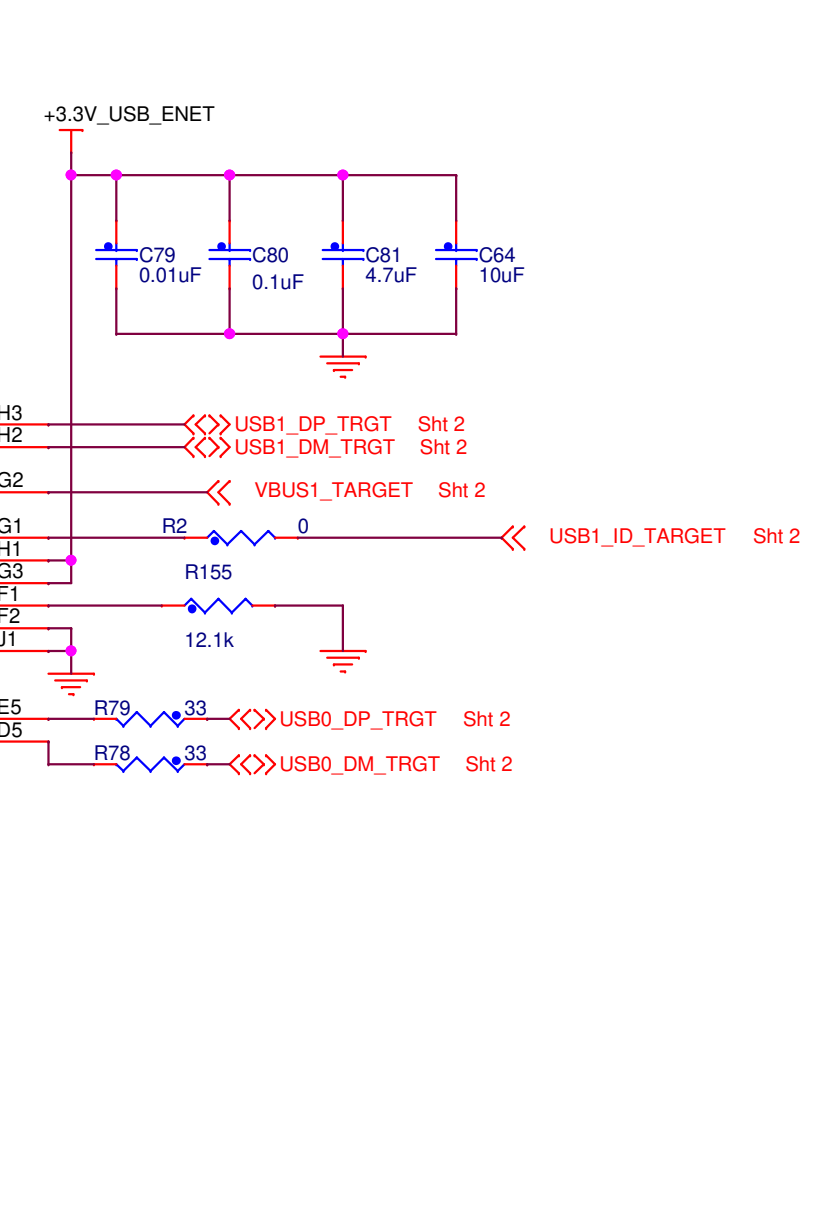 +3.3V_USB_ENET
C79 C80 C81 C64
0.01uF 0.1uF 4.7uF 10uF
H3 USB1_DP_TRGT Sht 2
H2 USB1_DM_TRGT Sht 2
G2 VBUS1_TARGET Sht 2
G1 R2 0 USB1_ID_TARGET Sht 2
H1
G3 R155
F1
F2
J1 12.1k
E5 R79 33 USB0_DP_TRGT Sht 2
D5
R78 33 USB0_DM_TRGT Sht 2